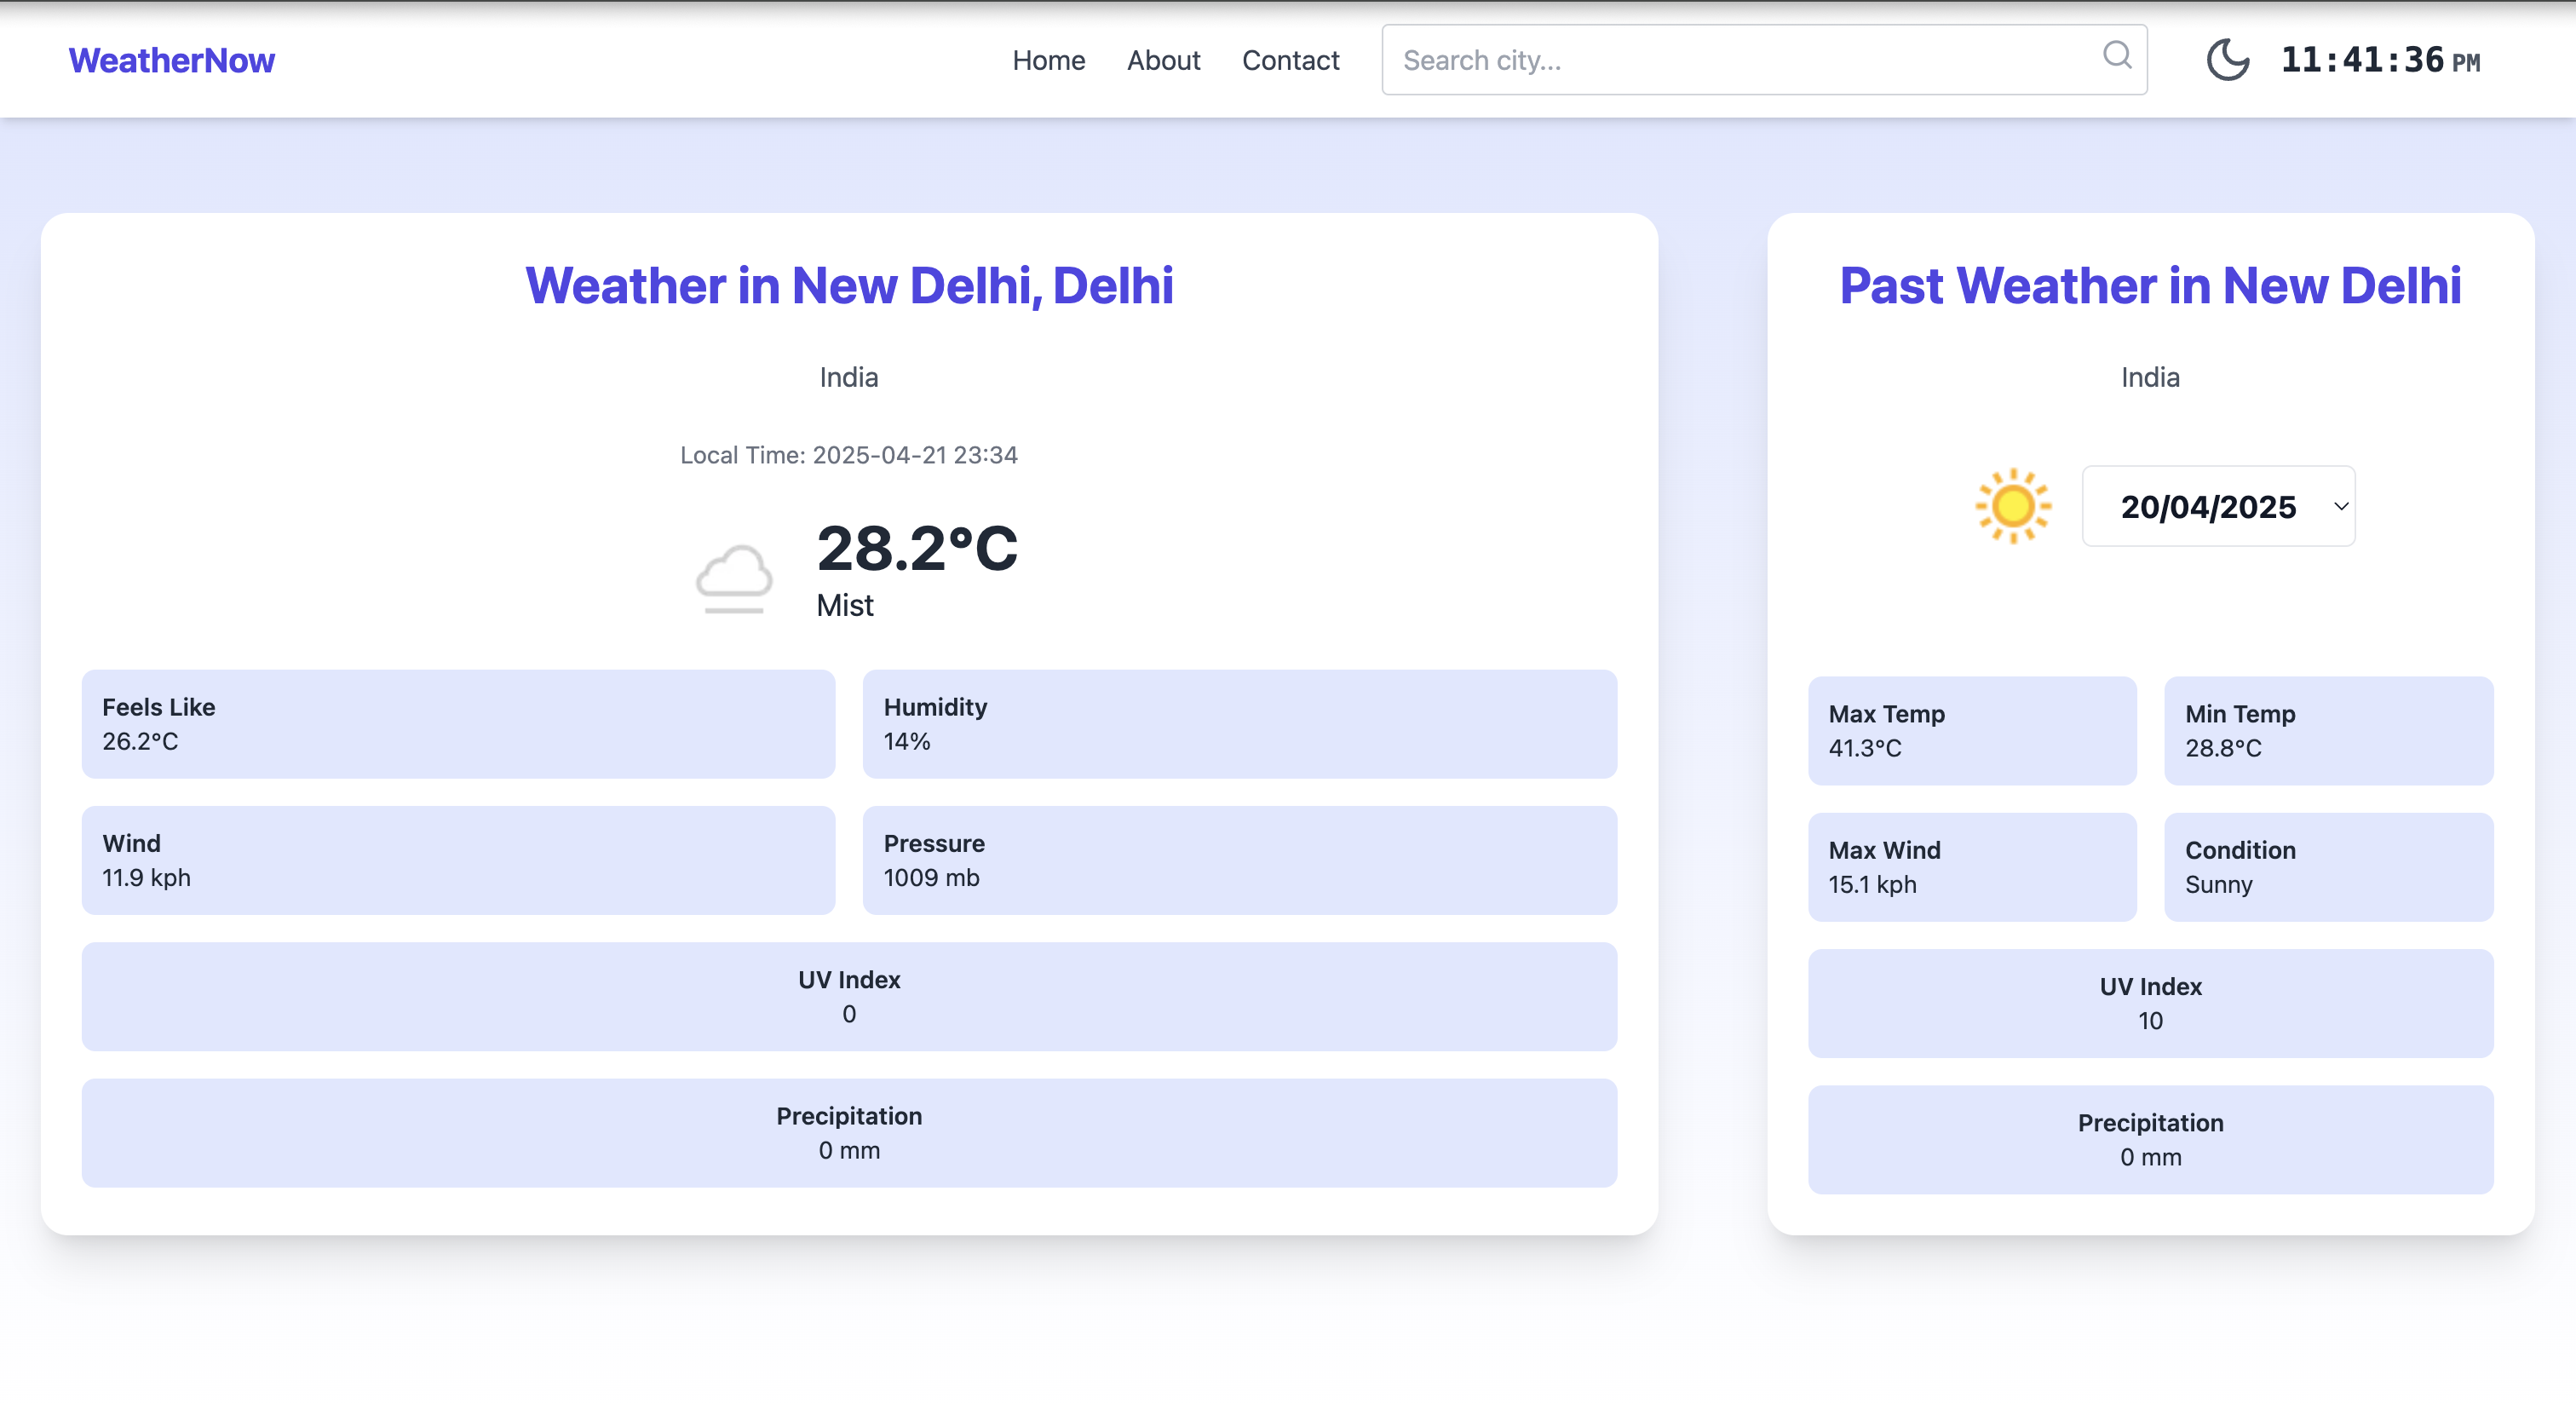 WeatherNow
Home
About
Contact
Search city...
11:41:36 PM
Weather in New Delhi, Delhi
India
Local Time: 2025-04-21 23:34
28.2°C
Mist
Feels Like
26.2°C
Humidity
14%
Wind
11.9 kph
Pressure
1009 mb
UV Index
0
Precipitation
0 mm
Past Weather in New Delhi
India
20/04/2025
Max Temp
41.3°C
Min Temp
28.8°C
Max Wind
15.1 kph
Condition
Sunny
UV Index
10
Precipitation
0 mm